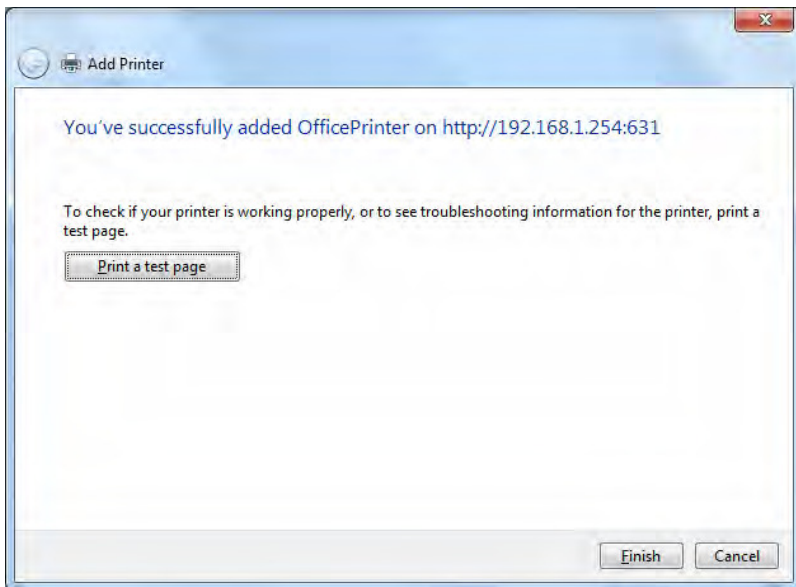 Add Printer
You've successfully added OfficePrinter on http://192.168.1.254:631
To check if your printer is working properly, or to see troubleshooting information for the printer, print a
test page.
Print a test page
Finish Cancel